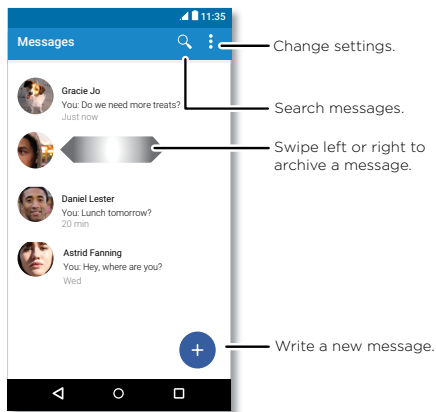 11:35
Messages
Change settings.
Gracie Jo
You: Do we need more treats?
Just now
Search messages.
Swipe left or right to
archive a message.
Daniel Lester
You: Lunch tomorrow?
20 min
Astrid Fanning
You: Hey, where are you?
Wed
+
Write a new message.